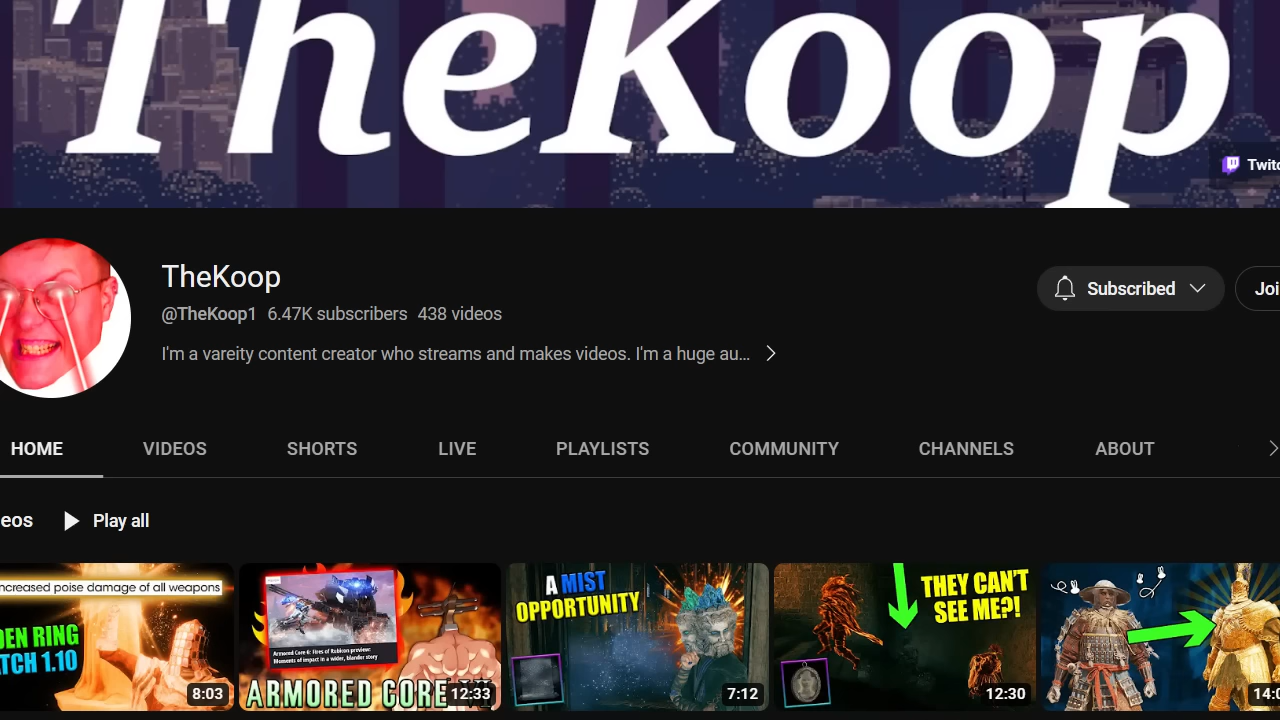 TheKoop
Twitc
TheKoop
@TheKoop1 6.47K subscribers 438 videos
Subscribed
Joi
I'm a vareity content creator who streams and makes videos. I'm a huge au...
HOME VIDEOS SHORTS LIVE PLAYLISTS COMMUNITY CHANNELS ABOUT
eos Play all
ncreased poise damage of all weapons
DEN RING
ATCH 1.10
8:03
Armored Core 6: Fires of Rubicon preview:
Moments of impact in a wider, blander story
ARMORED CORE VI
12:33
A MIST
OPPORTUNITY
7:12
THEY CAN'T
SEE ME?!
12:30
14:0